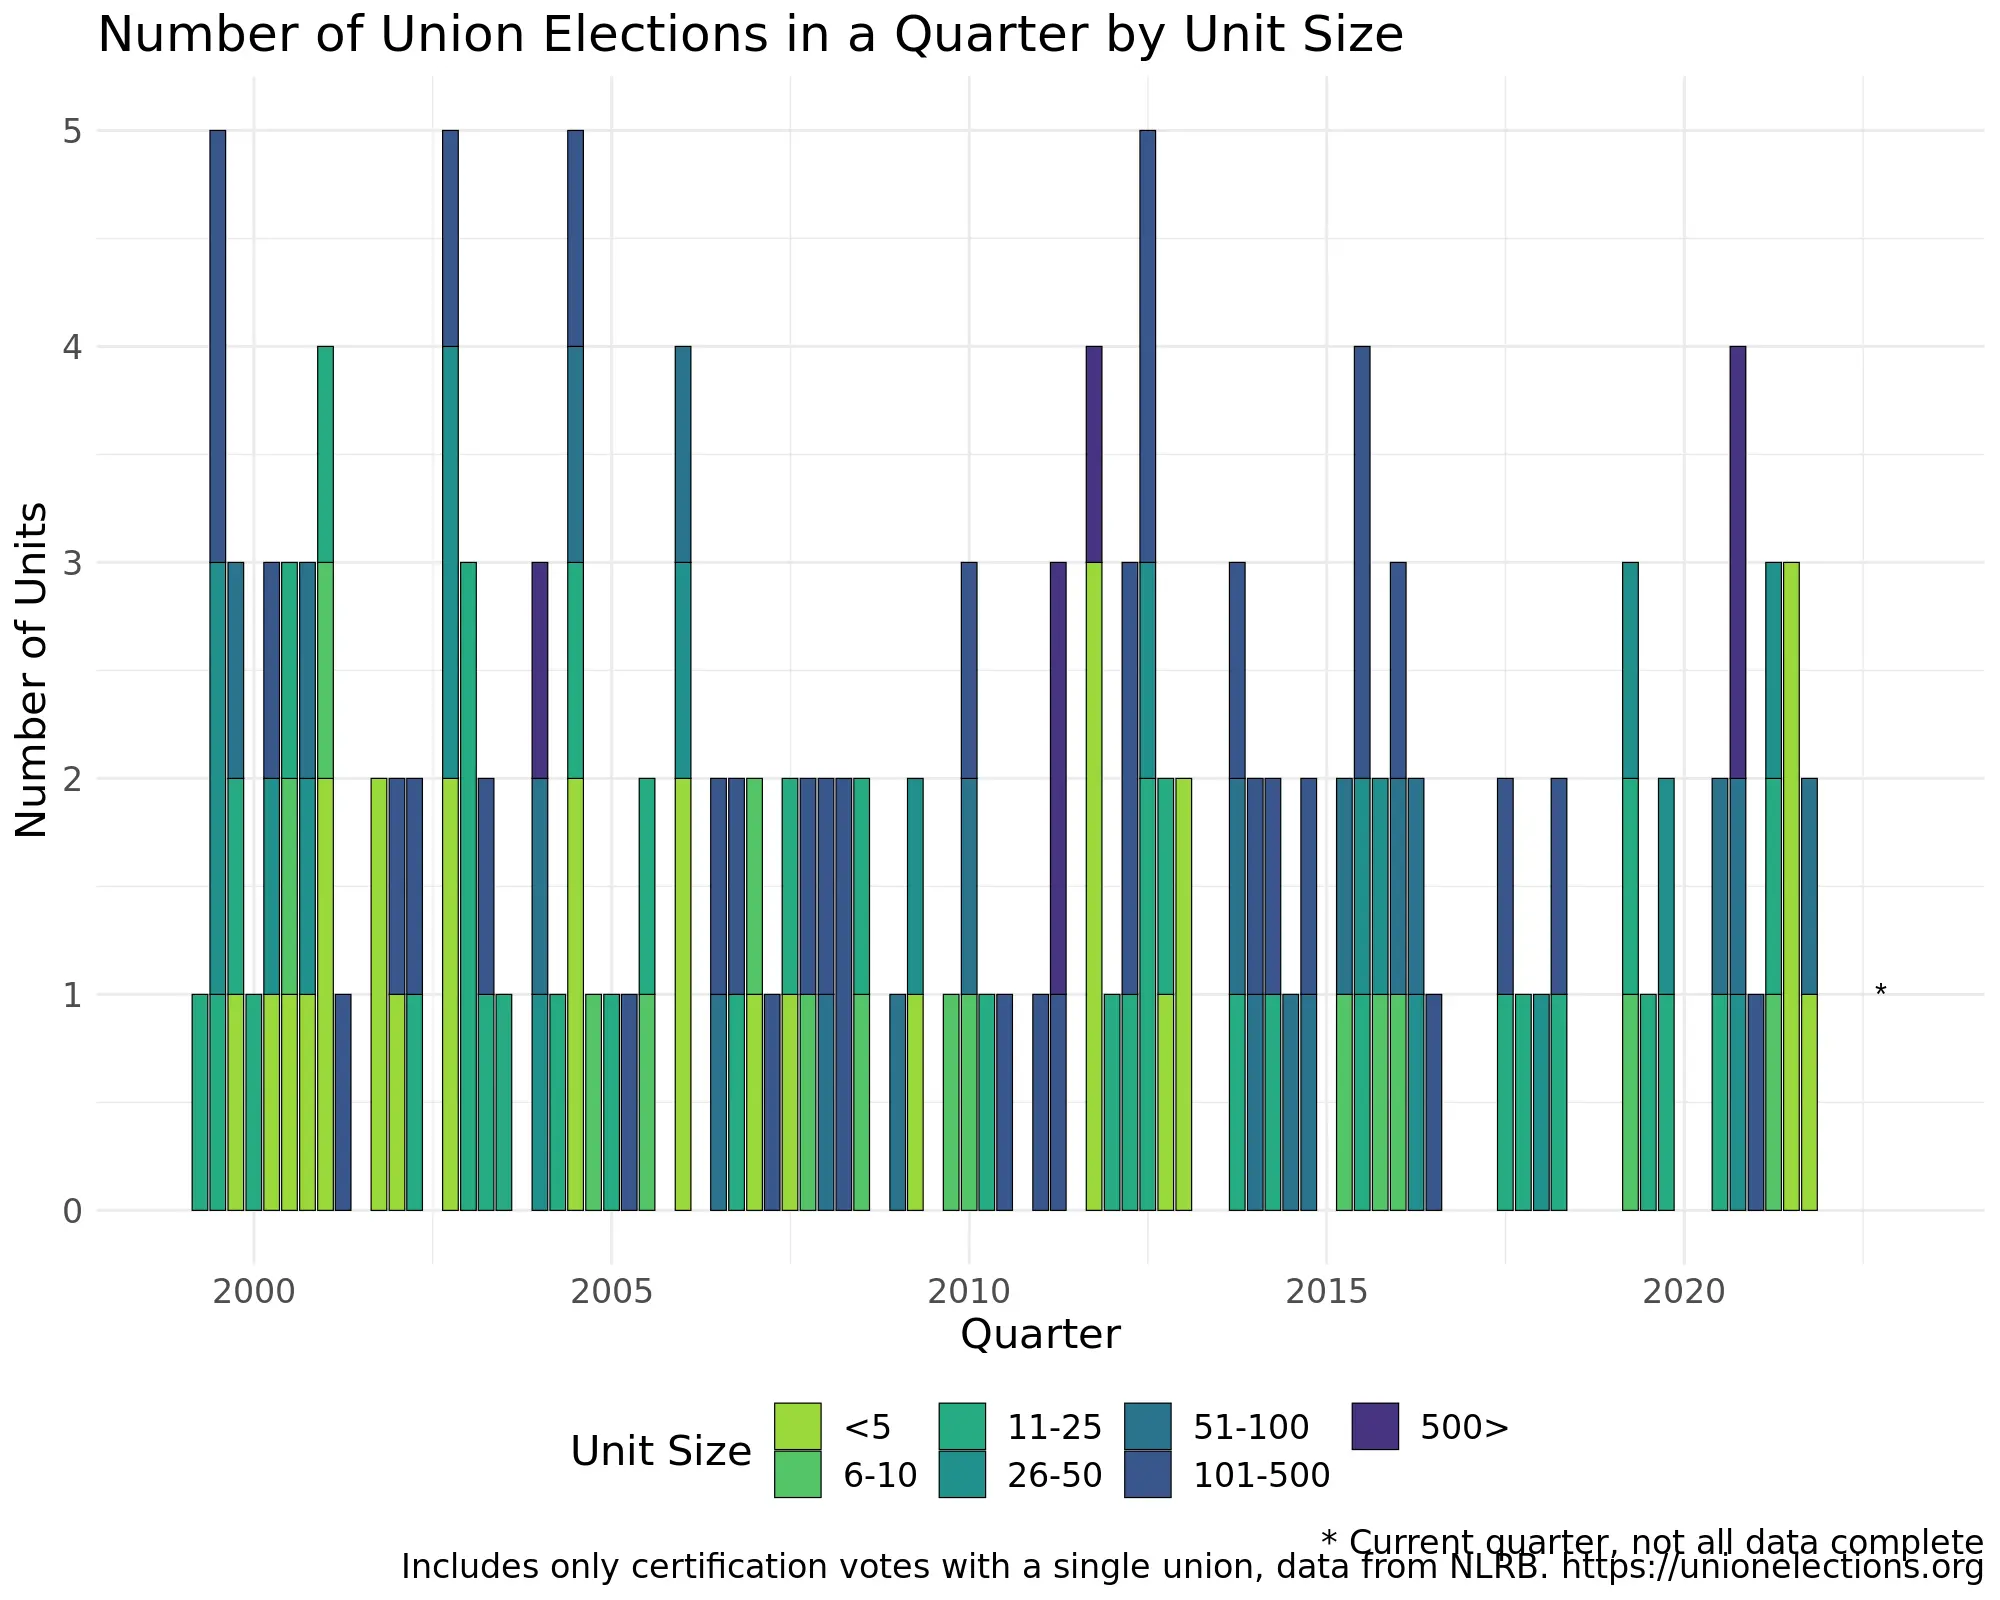 Number of Union Elections in a Quarter by Unit Size
Number of Units
5
4
3
2
1
0
*
2000 2005 2010 2015 2020
Quarter
Unit Size
<5 11-25 51-100 500>
6-10 26-50 101-500
* Current quarter, not all data complete
Includes only certification votes with a single union, data from NLRB. https://unionelections.org